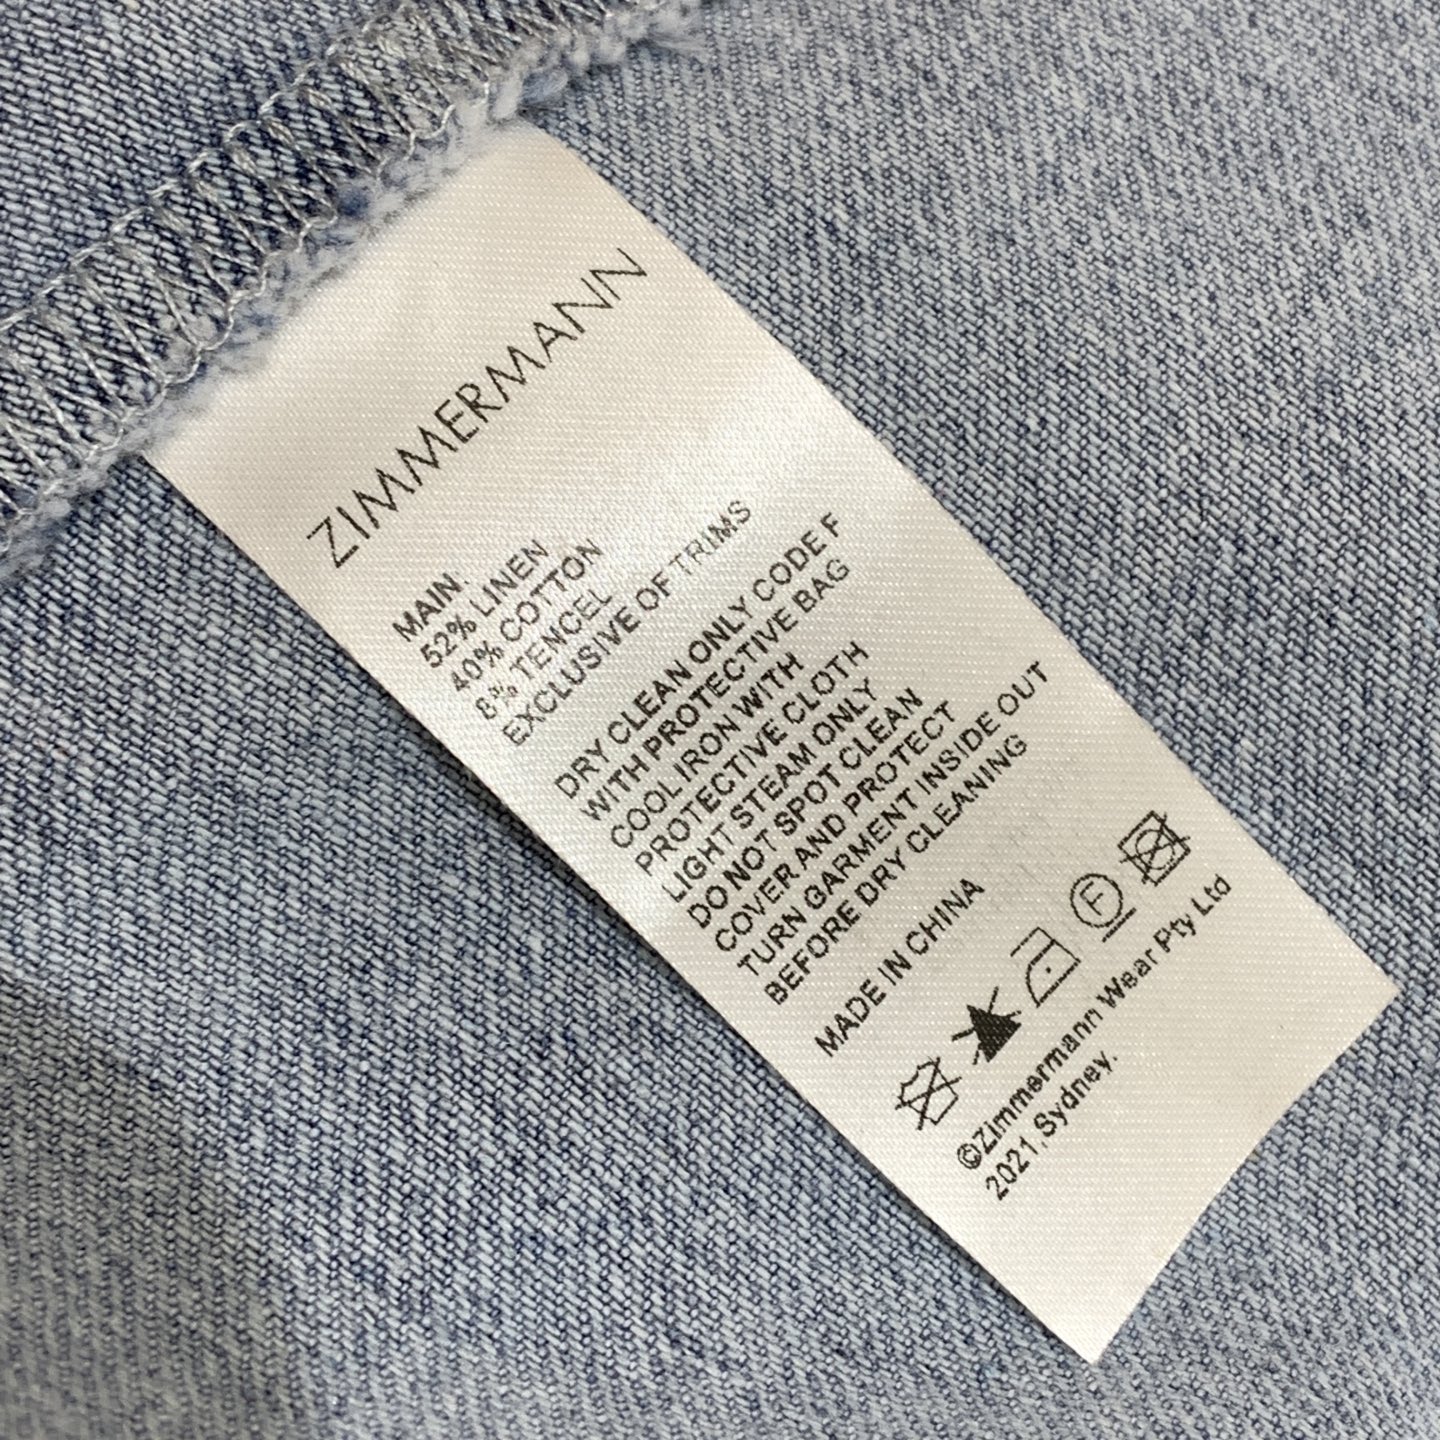 ZIMMERMANN
MAIN:
52% LINEN
40% COTTON
8% TENCEL
EXCLUSIVE OF TRIMS
DRY CLEAN ONLY CODE F
WITH PROTECTIVE BAG
COOL IRON WITH
PROTECTIVE CLOTH
LIGHT STEAM ONLY
DO NOT SPOT CLEAN
COVER AND PROTECT
TURN GARMENT INSIDE OUT
BEFORE DRY CLEANING
MADE IN CHINA
F
©Zimmermann Wear Pty Ltd
2021,Sydney.